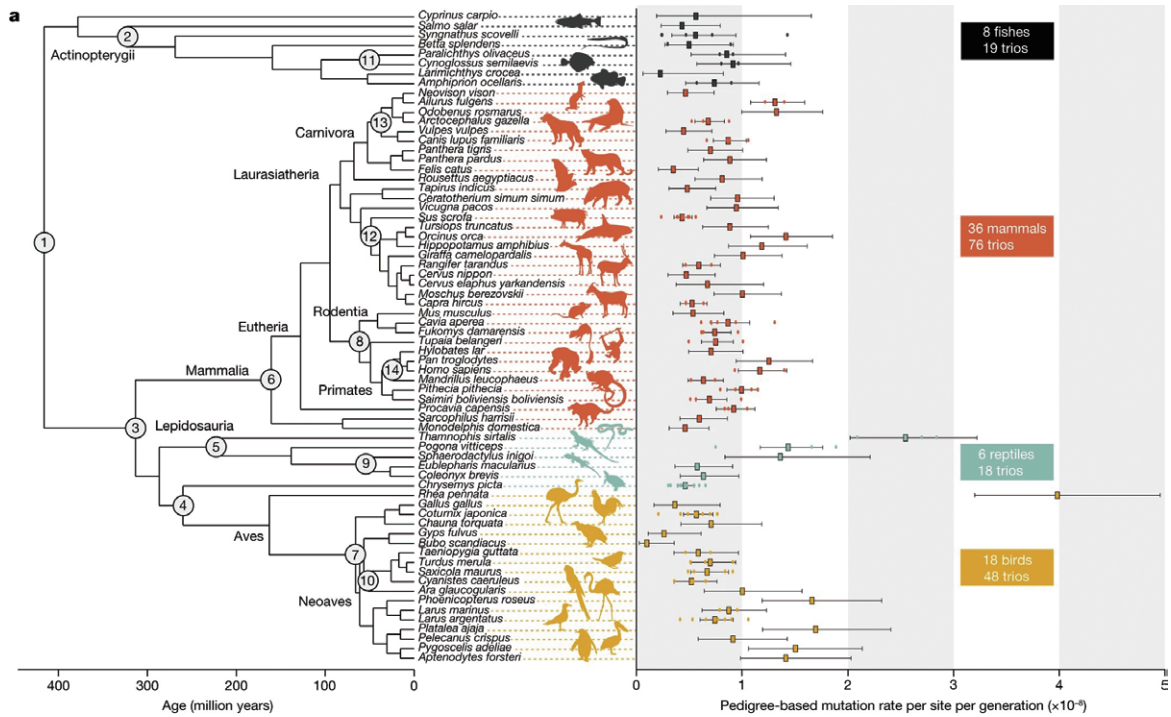 a
Cyprinus carpio
Salmo salar
Syngnathus scovelli
Betta splendens
Paralichthys olivaceus
Cynoglossus semilaevis
Larimichthys crocea
Amphiprion ocellaris
Neovison vison
Ailurus fulgens
Odobenus rosmarus
Arctocephalus gazella
Vulpes vulpes
Canis lupus familiaris
Panthera tigris
Panthera pardus
Felis catus
Rousettus aegyptiacus
Tapirus indicus
Ceratotherium simum simum
Vicugna pacos
Sus scrofa
Tursiops truncatus
Orcinus orca
Hippopotamus amphibius
Giraffa camelopardalis
Rangifer tarandus
Cervus nippon
Cervus elaphus yarkandensis
Moschus berezovskii
Capra hircus
Mus musculus
Cavia aperea
Fukomys damarensis
Tupaia belangeri
Hylobates lar
Pan troglodytes
Homo sapiens
Mandrillus leucophaeus
Pithecia pithecia
Saimiri boliviensis boliviensis
Procavia capensis
Sarcophilus harrisii
Monodelphis domestica
Thamnophis sirtalis
Pogona vitticeps
Sphaerodactylus inigoi
Eublepharis macularius
Coleonyx brevis
Chrysemys picta
Rhea pennata
Gallus gallus
Coturnix japonica
Chauna torquata
Gyps fulvus
Bubo scandiacus
Taeniopygia guttata
Turdus merula
Saxicola maurus
Cyanistes caeruleus
Ara glaucogularis
Phoenicopterus roseus
Larus marinus
Larus argentatus
Platalea ajaja
Pelecanus crispus
Pygoscelis adeliae
Aptenodytes forsteri
Actinopterygii
Carnivora
Laurasiatheria
Rodentia
Eutheria
Mammalia
Primates
Lepidosauria
Aves
Neoaves
1
2
3
4
5
6
7
8
9
10
11
12
13
14
8 fishes
19 trios
36 mammals
76 trios
6 reptiles
18 trios
18 birds
48 trios
400 300 200 100 0
Age (million years)
0 1 2 3 4 5
Pedigree-based mutation rate per site per generation (×10⁻⁸)